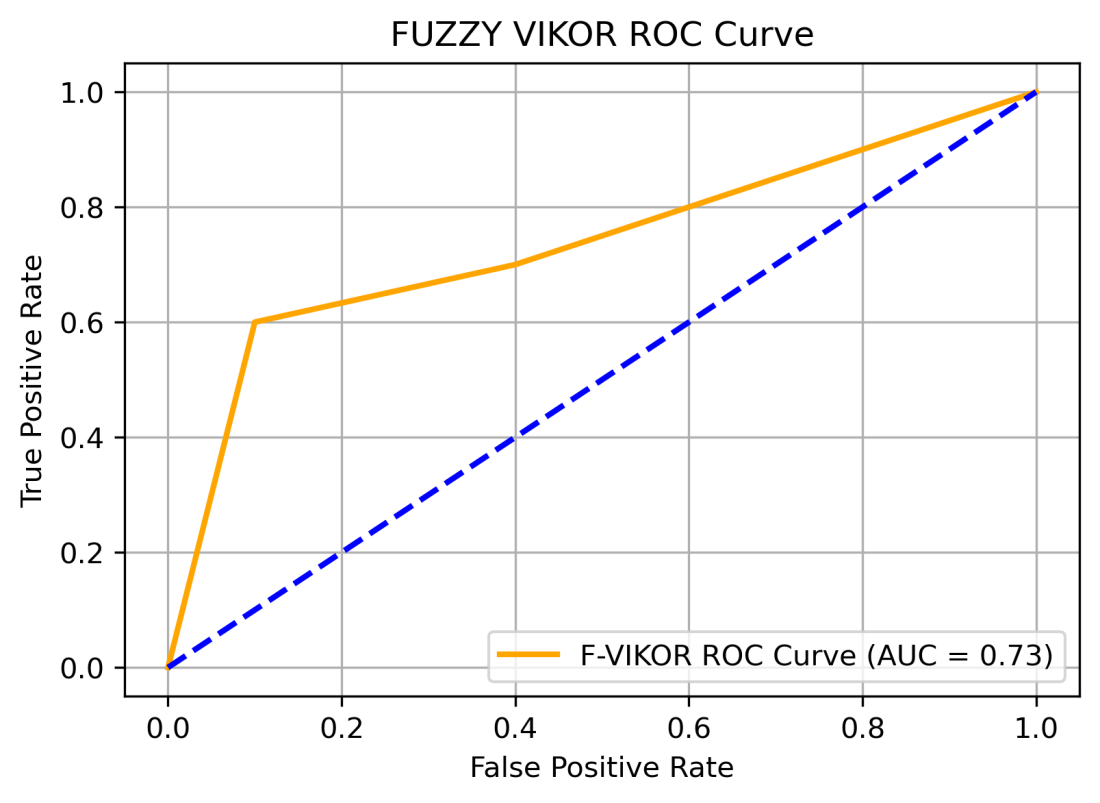 FUZZY VIKOR ROC Curve
True Positive Rate
1.0
0.8
0.6
0.4
0.2
0.0
F-VIKOR ROC Curve (AUC = 0.73)
0.0 0.2 0.4 0.6 0.8 1.0
False Positive Rate